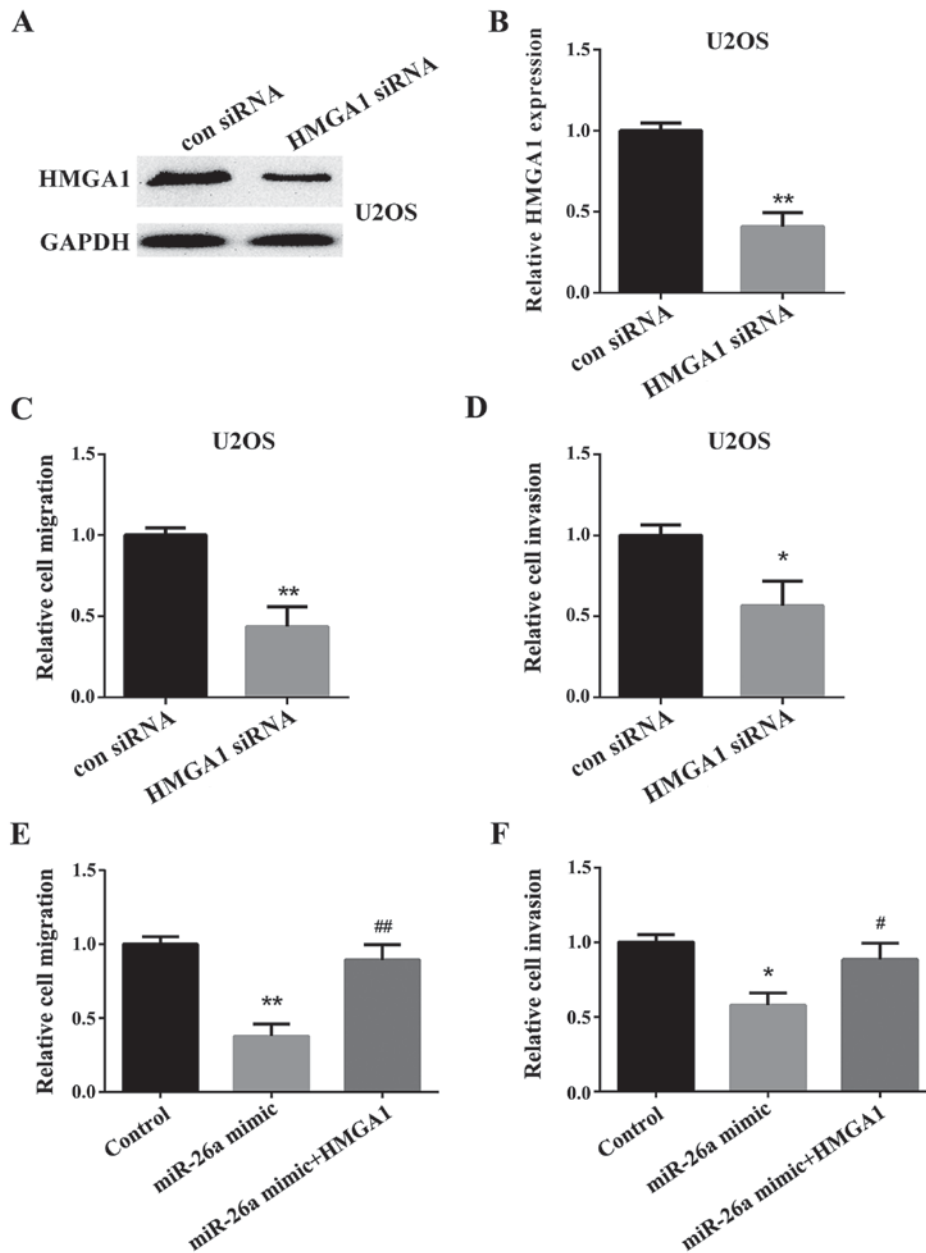 A
con siRNA
HMGA1 siRNA
HMGA1
GAPDH
U2OS
B
U2OS
Relative HMGA1 expression
1.5
1.0
0.5
0.0
**
con siRNA
HMGA1 siRNA
C
U2OS
Relative cell migration
1.5
1.0
0.5
0.0
**
con siRNA
HMGA1 siRNA
D
U2OS
Relative cell invasion
1.5
1.0
0.5
0.0
*
con siRNA
HMGA1 siRNA
E
Relative cell migration
1.5
1.0
0.5
0.0
**
##
Control
miR-26a mimic
miR-26a mimic+HMGA1
F
Relative cell invasion
1.5
1.0
0.5
0.0
*
#
Control
miR-26a mimic
miR-26a mimic+HMGA1